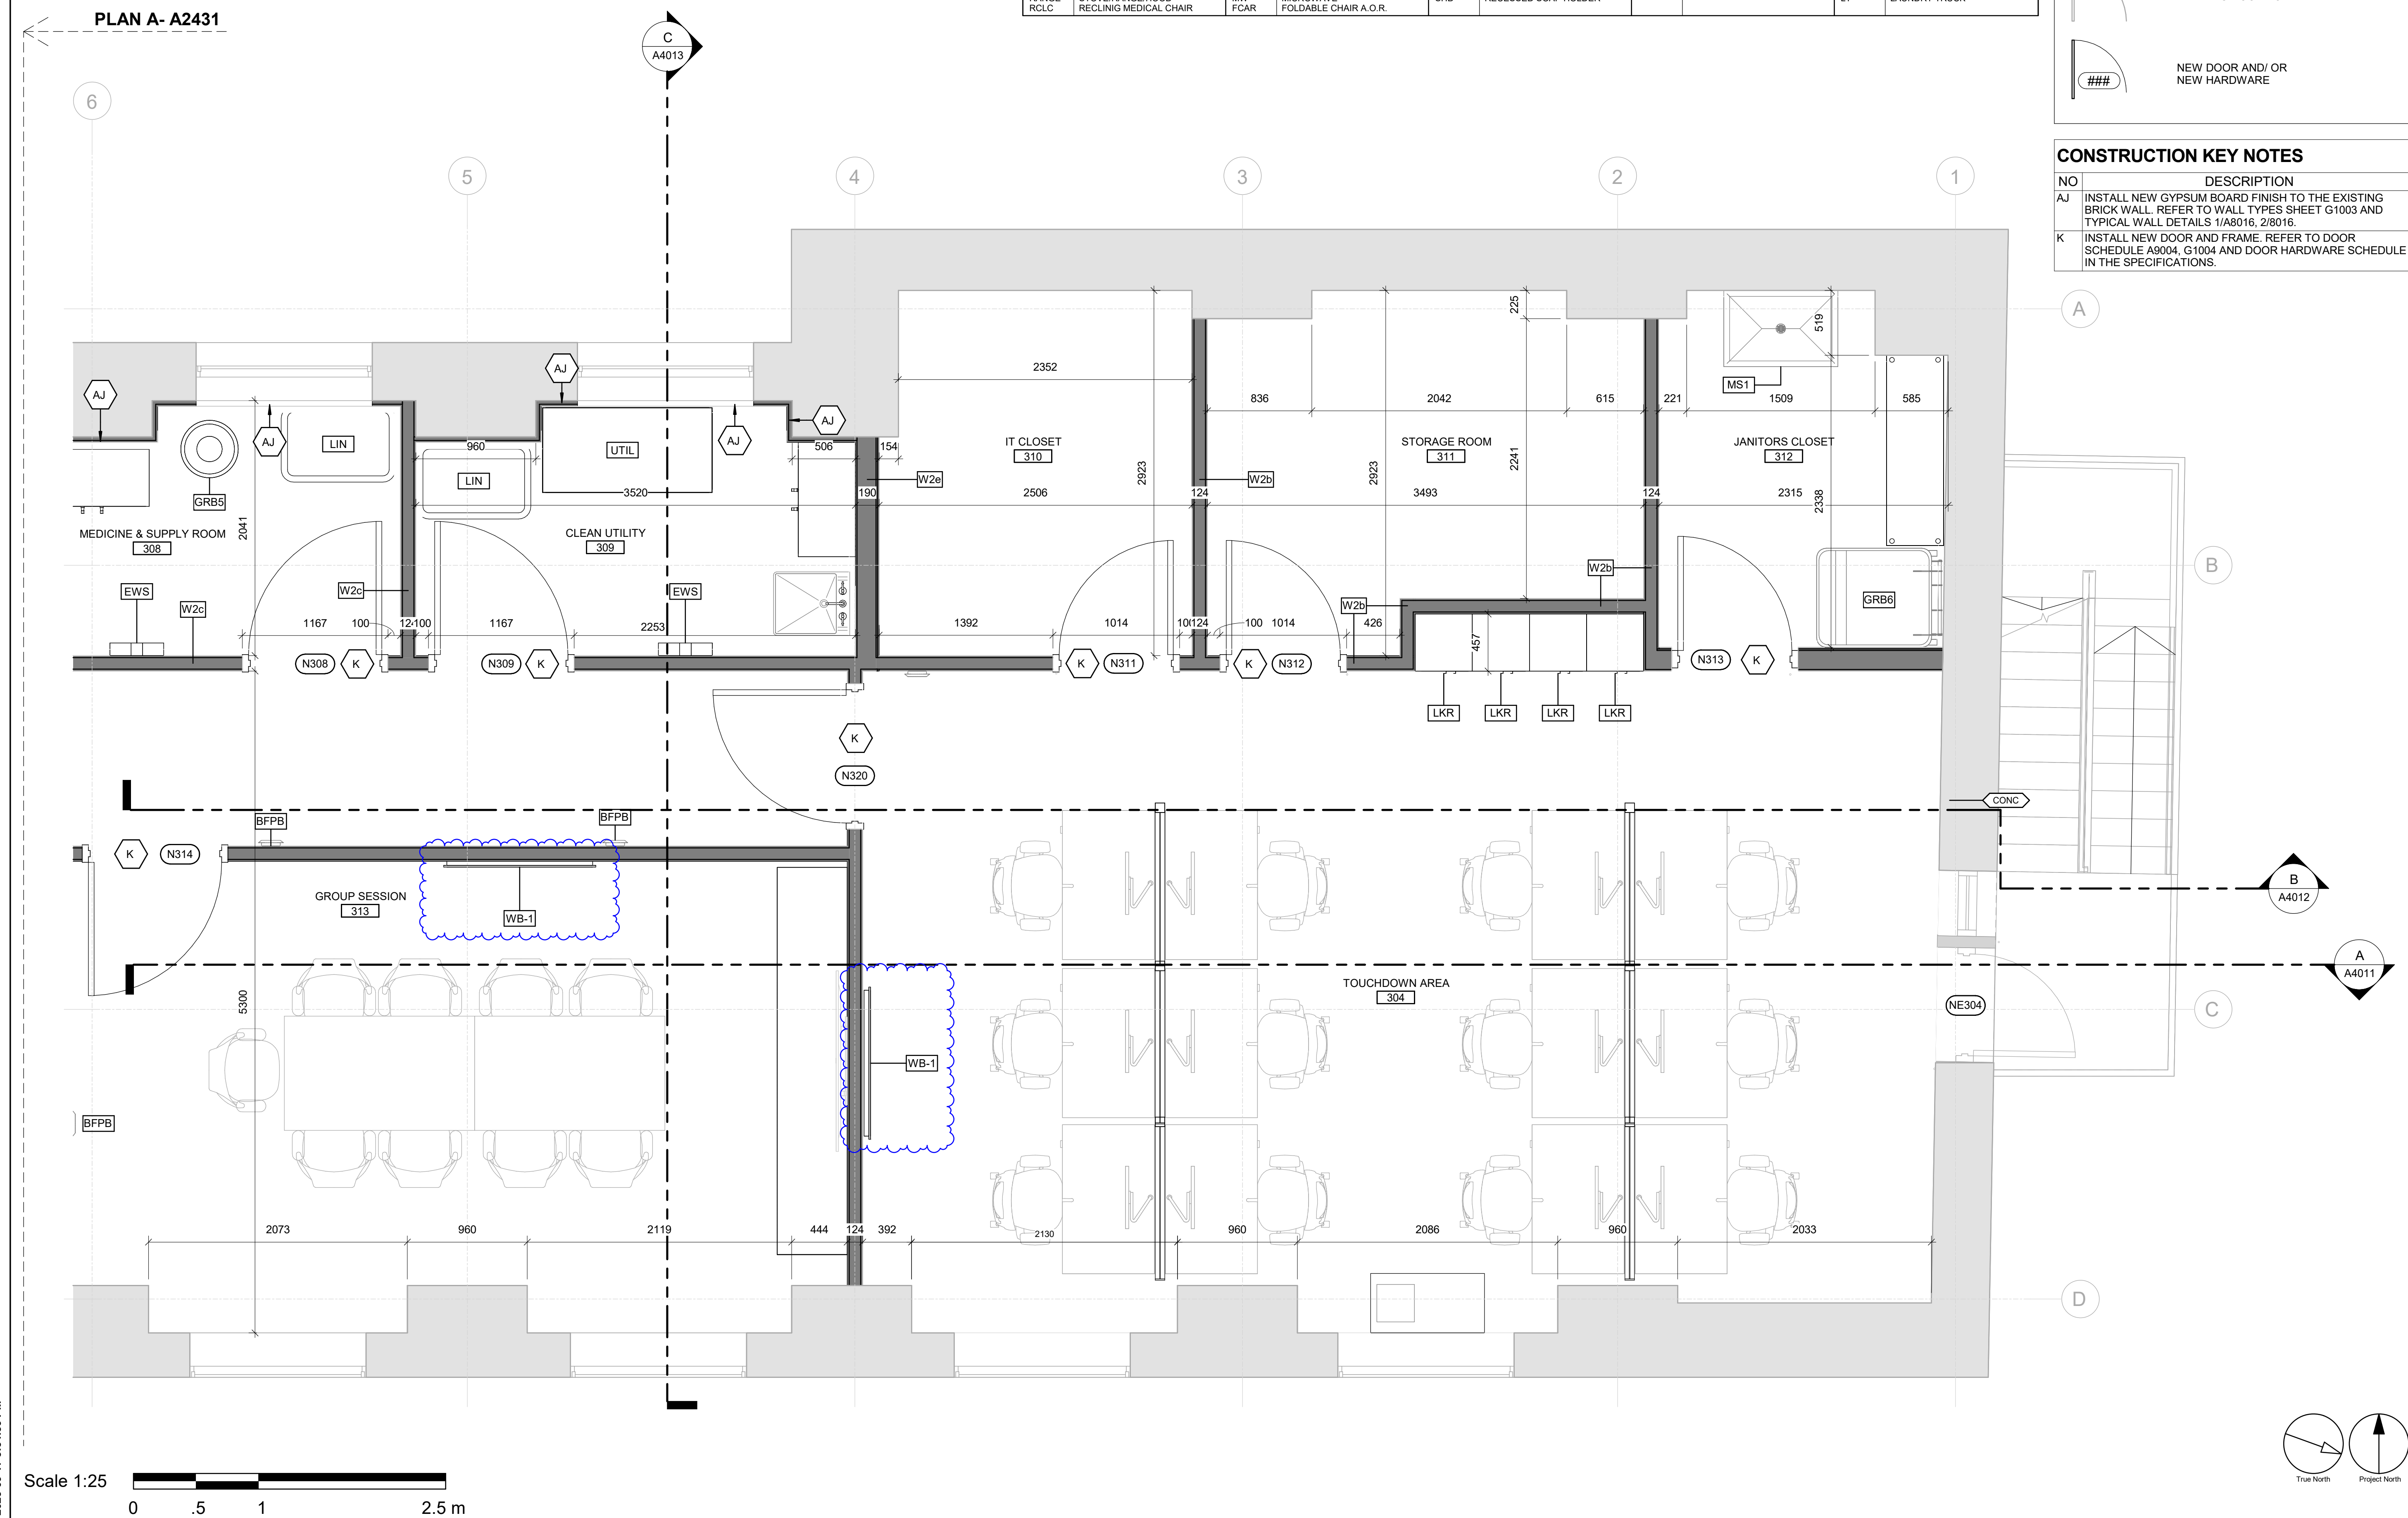 RCLC RECLINIG MEDICAL CHAIR FCAR FOLDABLE CHAIR A.O.R.
PLAN A- A2431
C
A4013
###
NEW DOOR AND/ OR
NEW HARDWARE
CONSTRUCTION KEY NOTES
NO DESCRIPTION
AJ INSTALL NEW GYPSUM BOARD FINISH TO THE EXISTING
BRICK WALL. REFER TO WALL TYPES SHEET G1003 AND
TYPICAL WALL DETAILS 1/A8016, 2/8016.
K INSTALL NEW DOOR AND FRAME. REFER TO DOOR
SCHEDULE A9004, G1004 AND DOOR HARDWARE SCHEDULE
IN THE SPECIFICATIONS.
6
5
4
3
2
1
A
225
519
2352
AJ
AJ
MS1
836
2042
615
221
1509
585
AJ
AJ
AJ
LIN
960
UTIL
506
154
IT CLOSET
310
STORAGE ROOM
311
JANITORS CLOSET
312
2923
2923
2241
LIN
W2e
W2b
GRB5
3520
190
2506
124
3493
124
2315
2338
2041
MEDICINE & SUPPLY ROOM
308
CLEAN UTILITY
309
B
W2b
EWS
W2c
W2c
EWS
W2b
GRB6
1167
100
124
100
1167
2253
1392
1014
100
124
100
1014
426
457
N308
K
N309
K
K
N311
K
N312
N313
K
LKR
LKR
LKR
LKR
K
N320
CONC
BFPB
BFPB
K
N314
B
A4012
GROUP SESSION
313
WB-1
A
A4011
TOUCHDOWN AREA
304
5300
NE304
C
WB-1
BFPB
2073
960
2119
444
124
392
2130
960
2086
960
2033
D
True North
Project North
Scale 1:25
0 .5 1 2.5 m